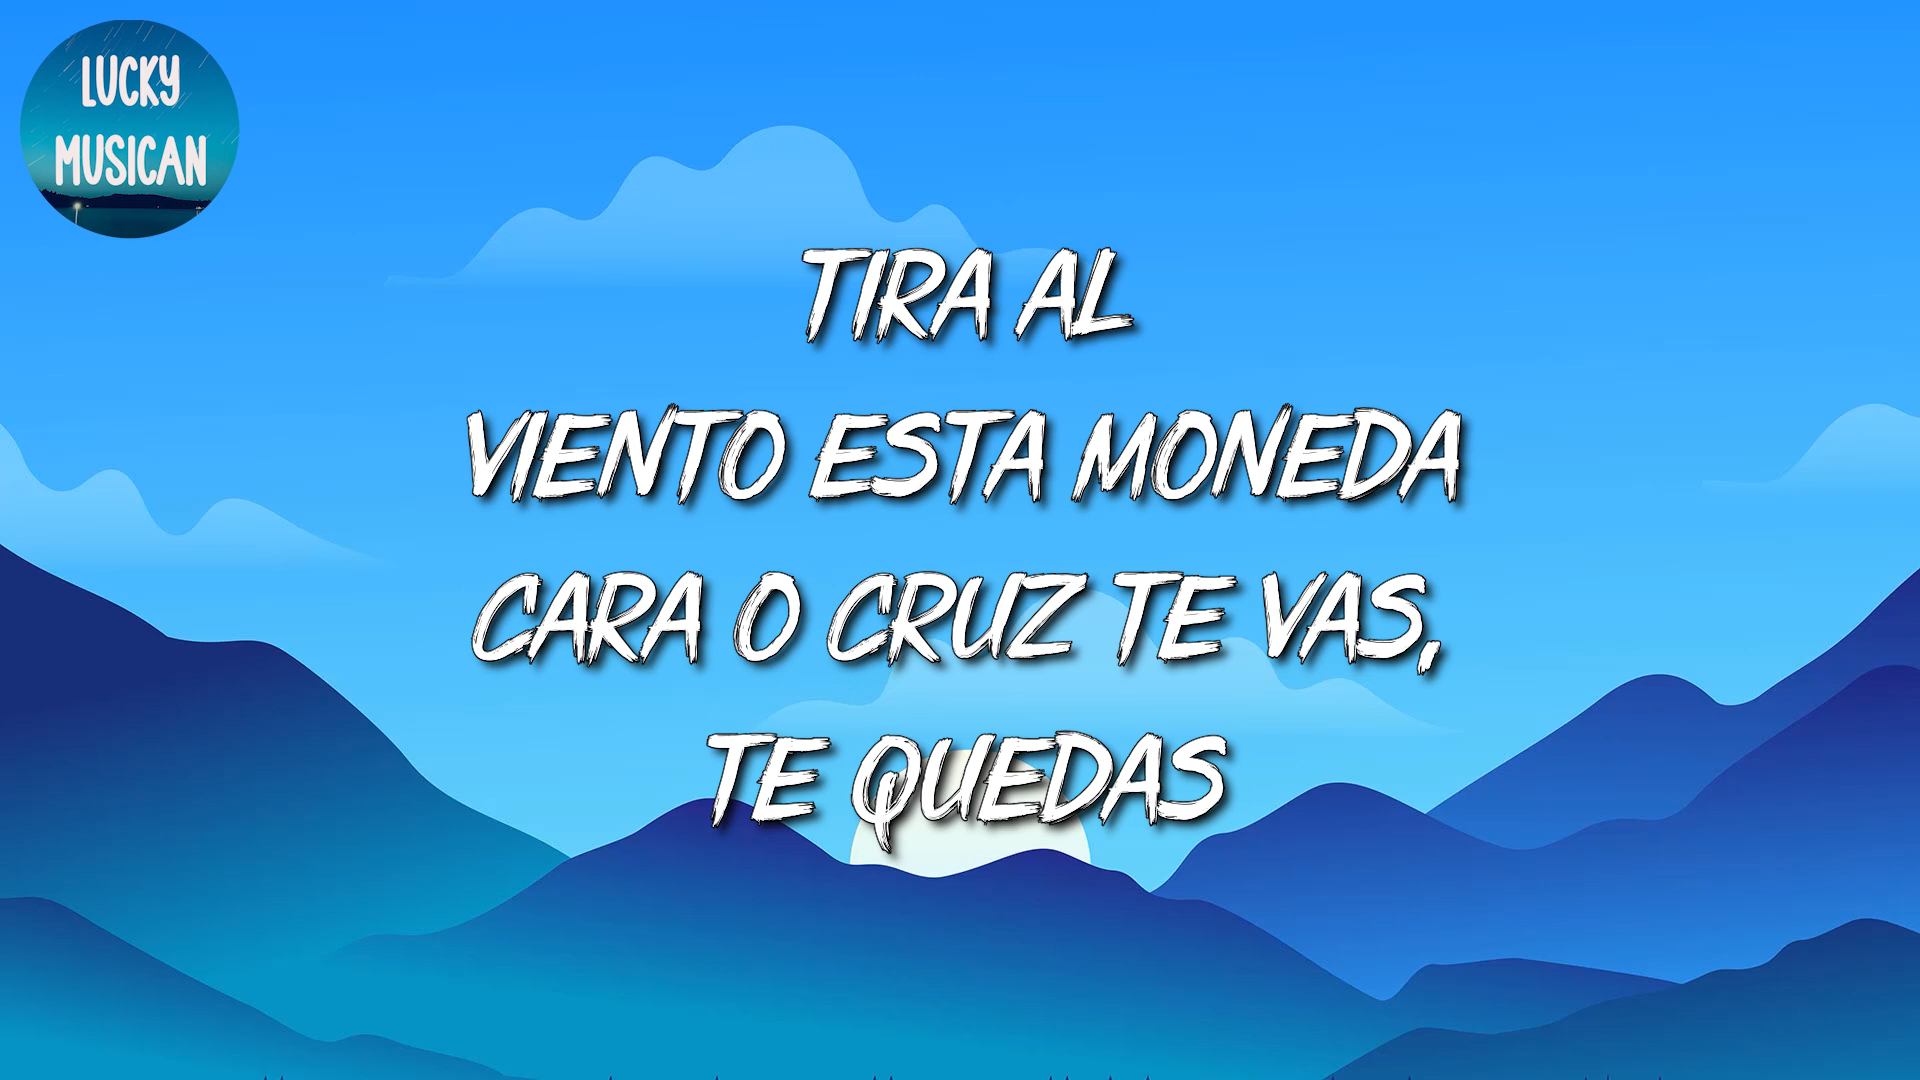 LUCKY
MUSICAN
TIRA AL
VIENTO ESTA MONEDA
CARA O CRUZ TE VAS,
TE QUEDAS